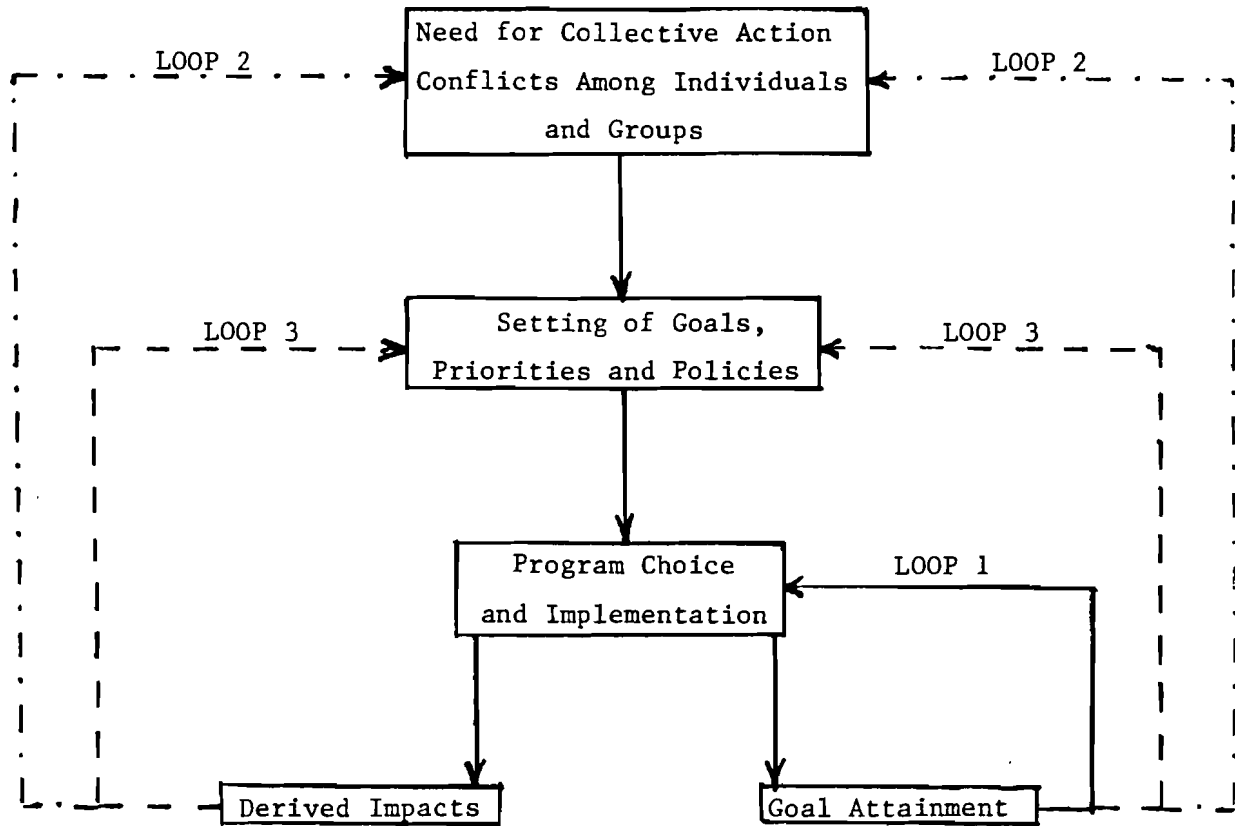 Need for Collective Action
LOOP 2
Conflicts Among Individuals
LOOP 2
and Groups
LOOP 3
Setting of Goals,
LOOP 3
Priorities and Policies
Program Choice
LOOP 1
and Implementation
Derived Impacts
Goal Attainment